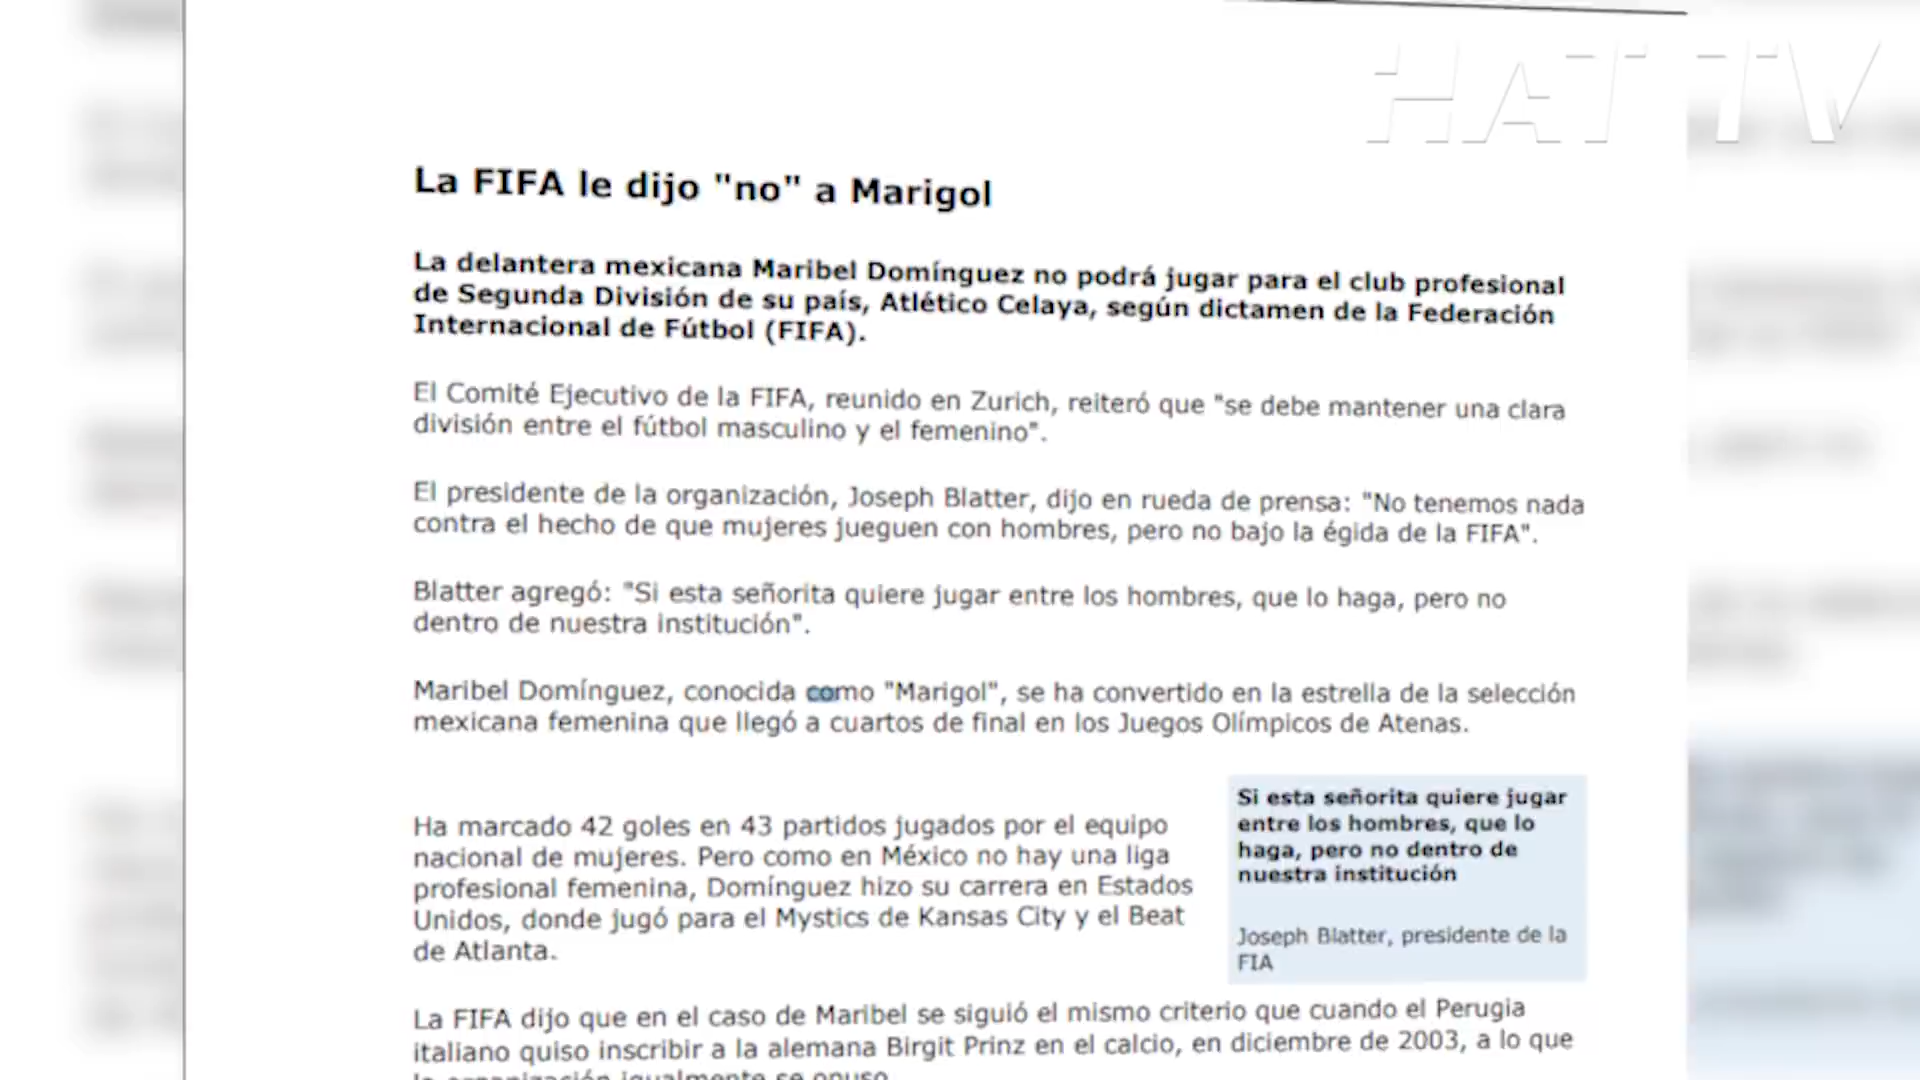 HAT TV
La FIFA le dijo "no" a Marigol
La delantera mexicana Maribel Domínguez no podrá jugar para el club profesional
de Segunda División de su país, Atlético Celaya, según dictamen de la Federación
Internacional de Fútbol (FIFA).
El Comité Ejecutivo de la FIFA, reunido en Zurich, reiteró que "se debe mantener una clara
división entre el fútbol masculino y el femenino".
El presidente de la organización, Joseph Blatter, dijo en rueda de prensa: "No tenemos nada
contra el hecho de que mujeres jueguen con hombres, pero no bajo la égida de la FIFA".
Blatter agregó: "Si esta señorita quiere jugar entre los hombres, que lo haga, pero no
dentro de nuestra institución".
Maribel Domínguez, conocida como "Marigol", se ha convertido en la estrella de la selección
mexicana femenina que llegó a cuartos de final en los Juegos Olímpicos de Atenas.
Ha marcado 42 goles en 43 partidos jugados por el equipo
nacional de mujeres. Pero como en México no hay una liga
profesional femenina, Domínguez hizo su carrera en Estados
Unidos, donde jugó para el Mystics de Kansas City y el Beat
de Atlanta.
Si esta señorita quiere jugar
entre los hombres, que lo
haga, pero no dentro de
nuestra institución
Joseph Blatter, presidente de la
FIA
La FIFA dijo que en el caso de Maribel se siguió el mismo criterio que cuando el Perugia
italiano quiso inscribir a la alemana Birgit Prinz en el calcio, en diciembre de 2003, a lo que
la organización igualmente se opuso.